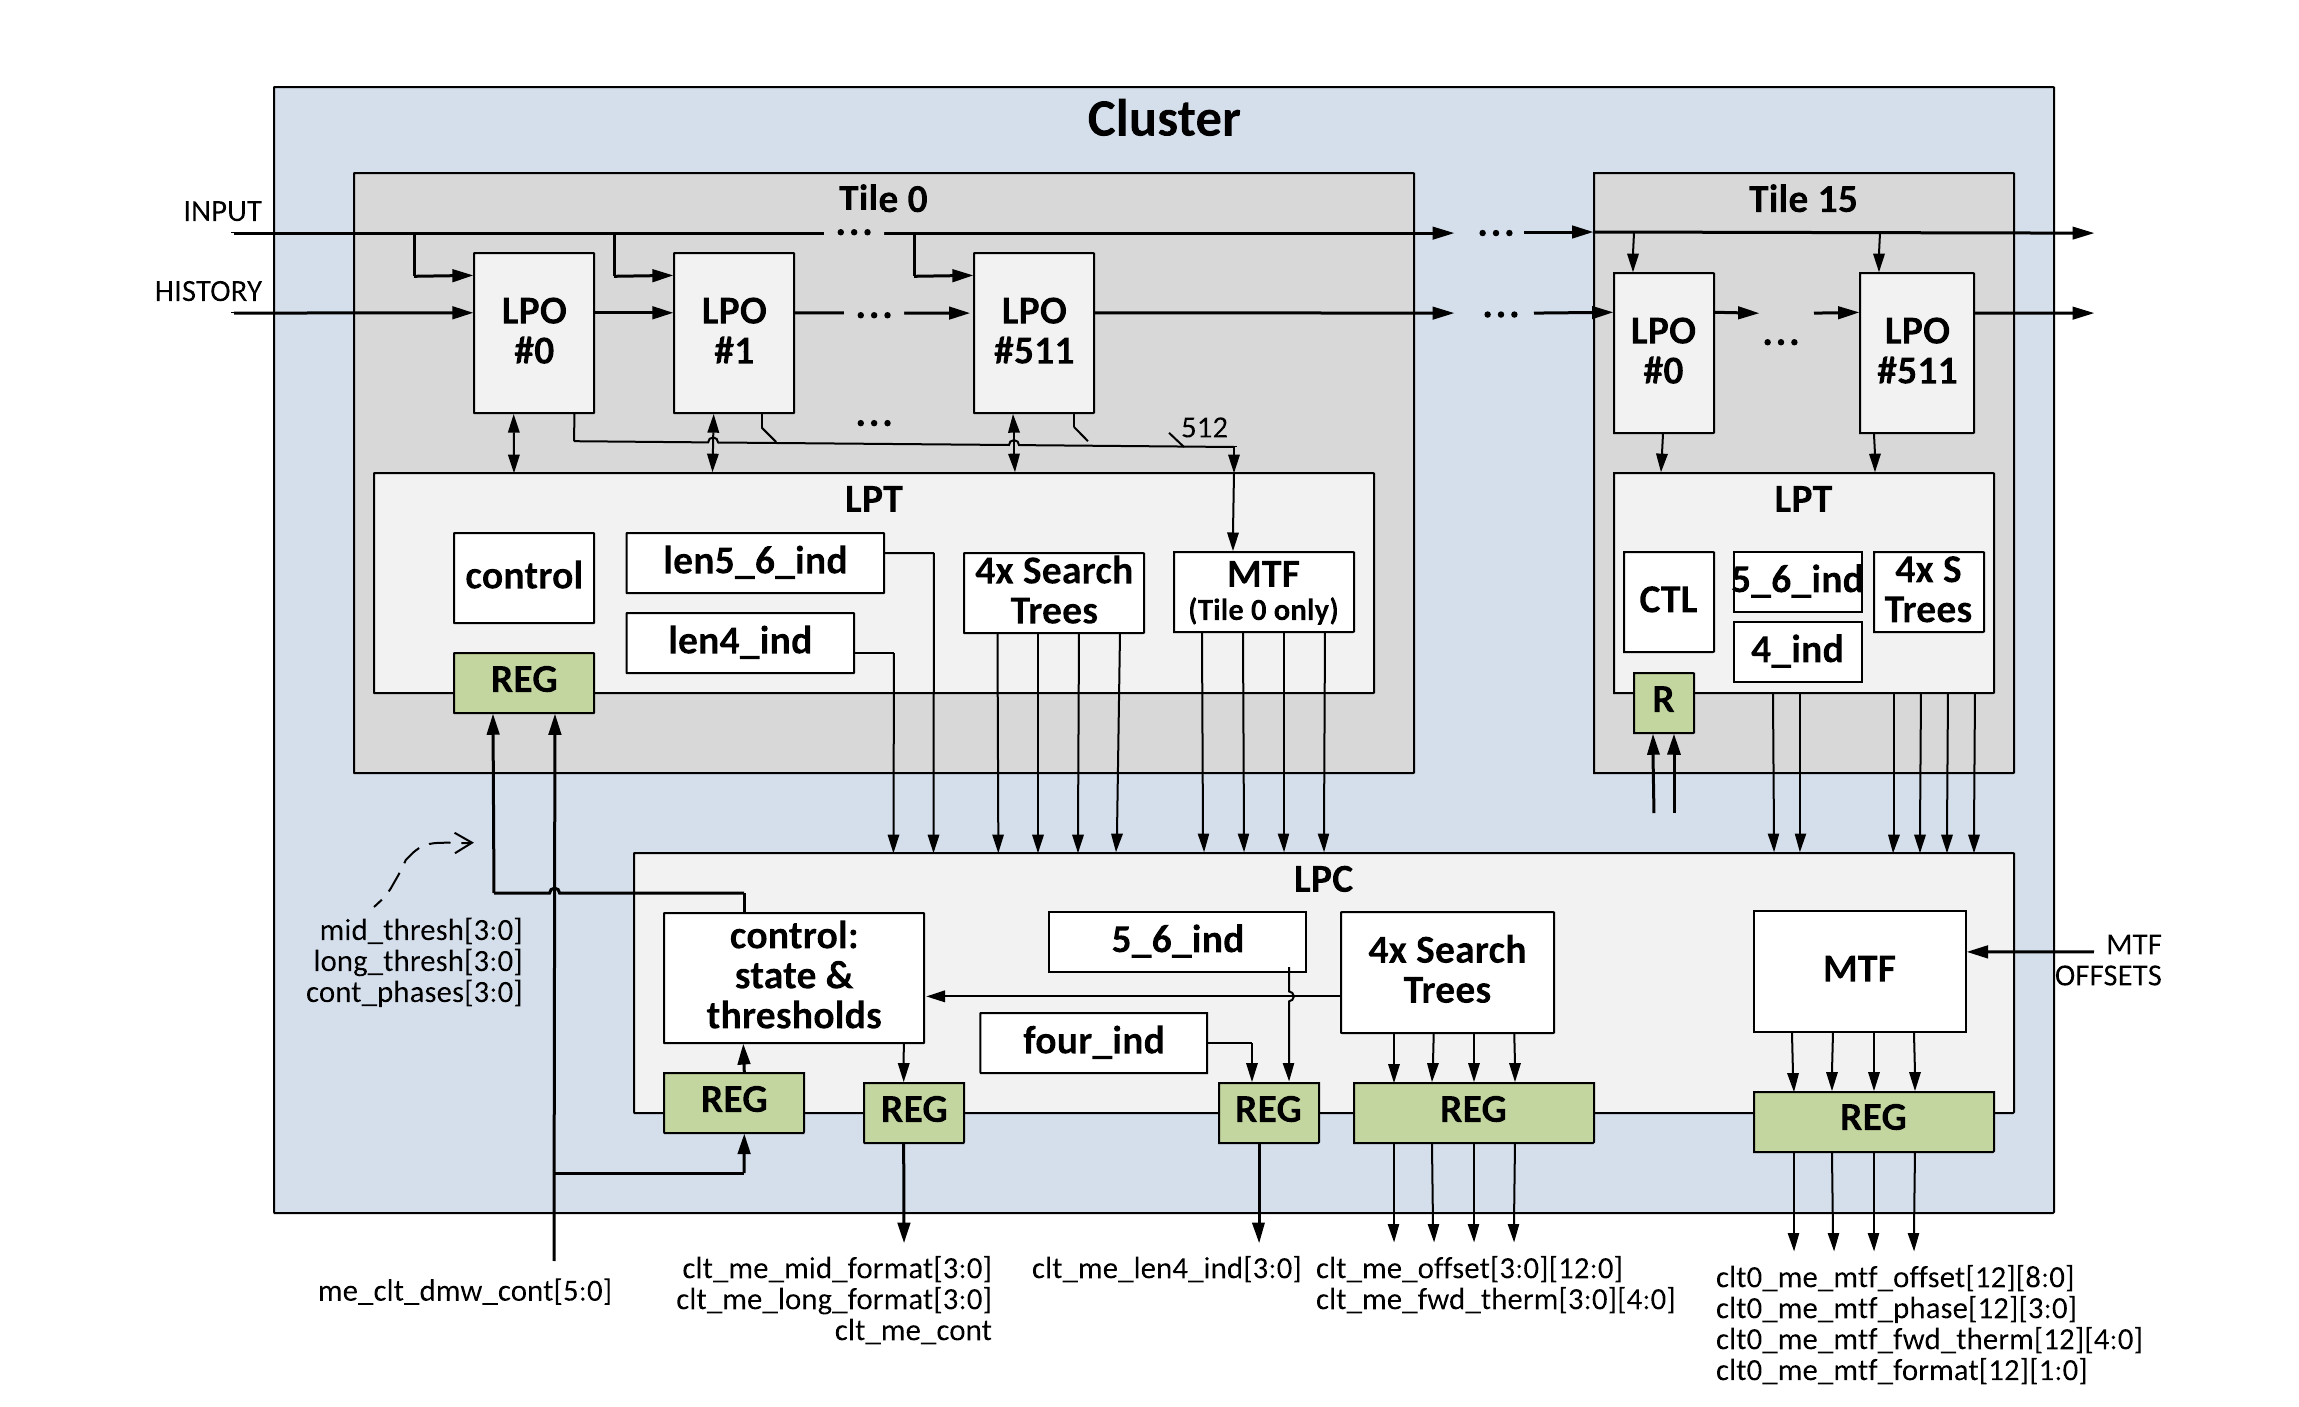 Cluster
Tile 0
Tile 15
INPUT
...
...
HISTORY
LPO
#0
LPO
#1
...
LPO
#511
...
LPO
#0
...
LPO
#511
...
512
LPT
control
len5_6_ind
len4_ind
4x Search
Trees
MTF
(Tile 0 only)
REG
LPT
CTL
5_6_ind
4_ind
4x S
Trees
R
LPC
mid_thresh[3:0]
long_thresh[3:0]
cont_phases[3:0]
control:
state &
thresholds
5_6_ind
four_ind
4x Search
Trees
MTF
MTF
OFFSETS
REG
REG
REG
REG
REG
me_clt_dmw_cont[5:0]
clt_me_mid_format[3:0]
clt_me_long_format[3:0]
clt_me_cont
clt_me_len4_ind[3:0]
clt_me_offset[3:0][12:0]
clt_me_fwd_therm[3:0][4:0]
clt0_me_mtf_offset[12][8:0]
clt0_me_mtf_phase[12][3:0]
clt0_me_mtf_fwd_therm[12][4:0]
clt0_me_mtf_format[12][1:0]